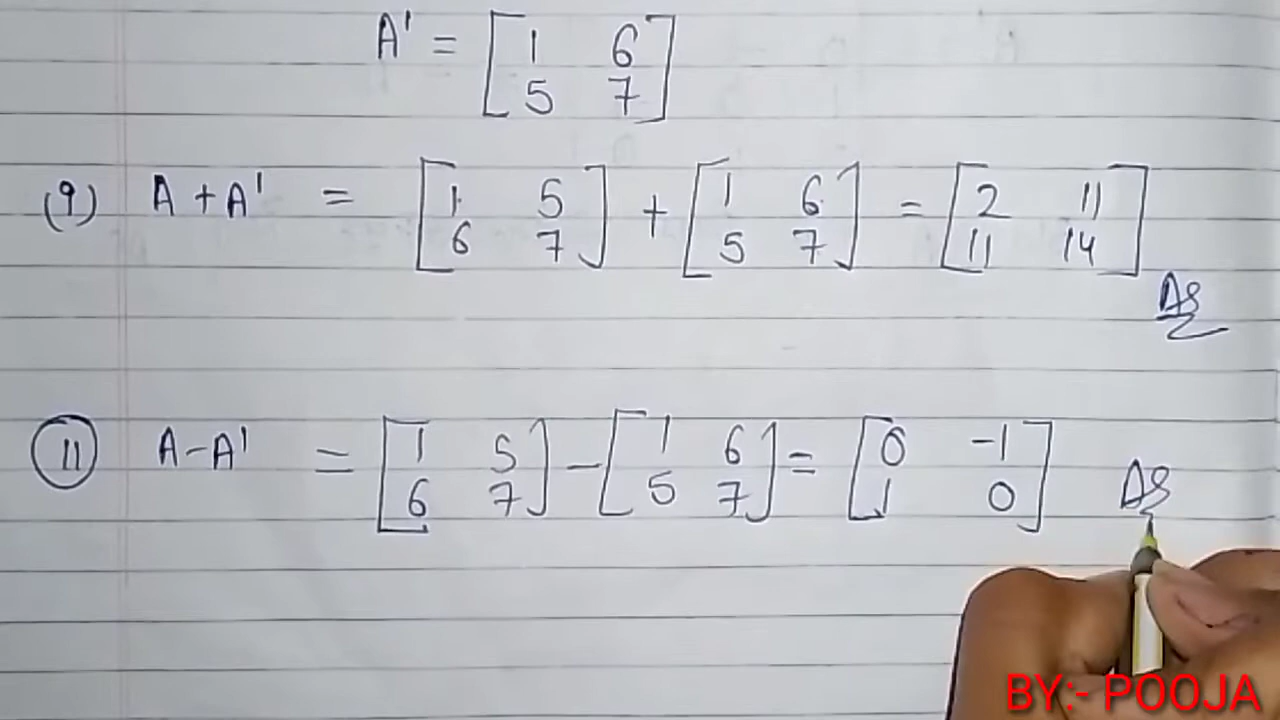 A' = [1 6
5 7]
(9) A + A' = [1 5 + [1 6 = [2 11
6 7] 5 7] 11 14]
As
(11) A - A' = [1 5 - [1 6 = [0 -1
6 7] 5 7] 1 0] As
BY:- POOJA